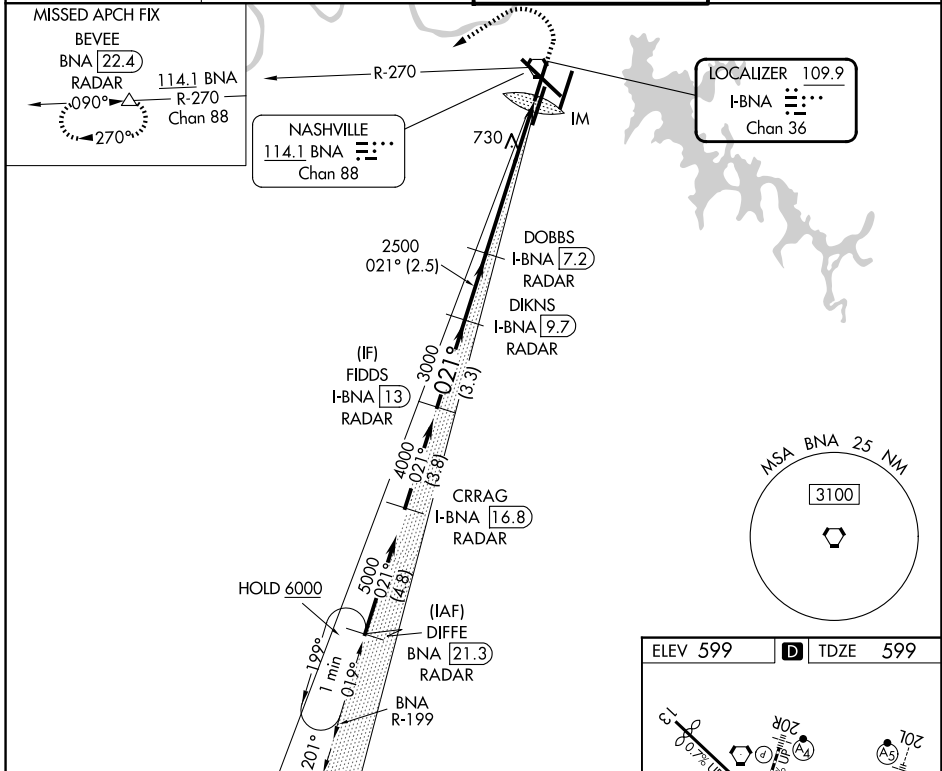 MISSED APCH FIX
BEVEE
BNA 22.4
RADAR
090°
270°
114.1 BNA
R-270
Chan 88
R-270
NASHVILLE
114.1 BNA
Chan 88
LOCALIZER 109.9
I-BNA
Chan 36
IM
730
2500
021° (2.5)
DOBBS
I-BNA 7.2
RADAR
DIKNS
I-BNA 9.7
RADAR
(IF)
FIDDS
I-BNA 13
RADAR
3000
021°
(3.3)
4000
021°
(3.8)
CRRAG
I-BNA 16.8
RADAR
5000
021°
(4.8)
HOLD 6000
(IAF)
DIFFE
BNA 21.3
RADAR
199°
1 min
019°
BNA
R-199
201°
MSA BNA 25 NM
3100
ELEV 599
D
TDZE 599
13
0.7%
P
20R
UP
A4
A5
20L